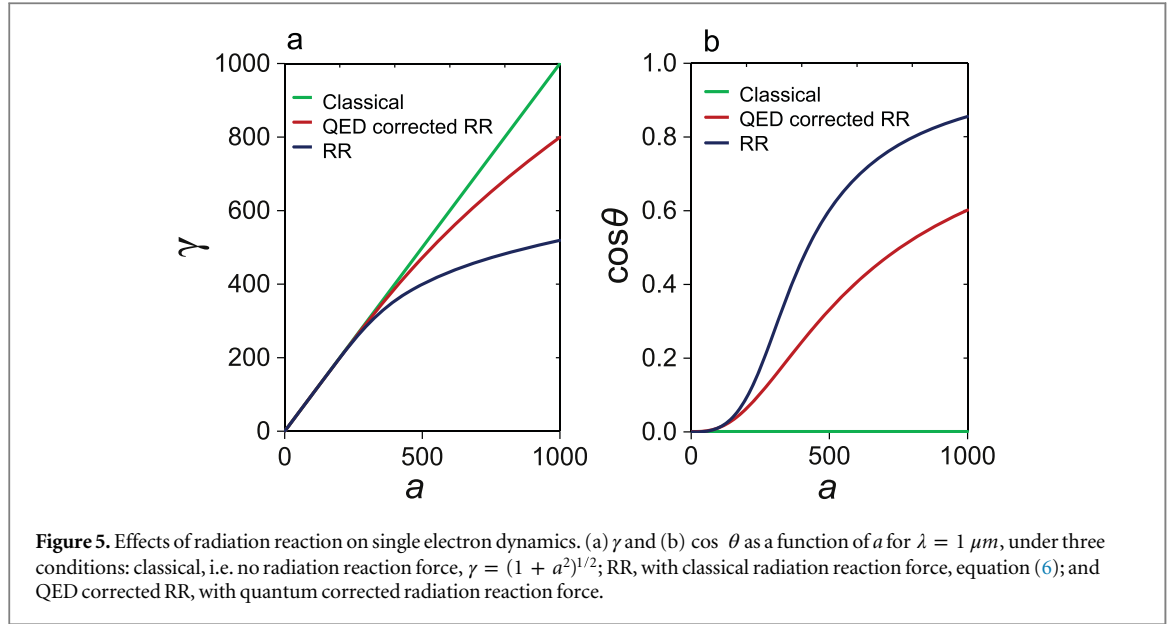 a
1000
800
600
400
200
0
γ
Classical
QED corrected RR
RR
0 500 1000
a
b
1.0
0.8
0.6
0.4
0.2
0.0
cosθ
Classical
QED corrected RR
RR
0 500 1000
a
Figure 5. Effects of radiation reaction on single electron dynamics. (a) γ and (b) cos θ as a function of a for λ = 1 μm, under three
conditions: classical, i.e. no radiation reaction force, γ = (1 + a²)^{1/2}; RR, with classical radiation reaction force, equation (6); and
QED corrected RR, with quantum corrected radiation reaction force.